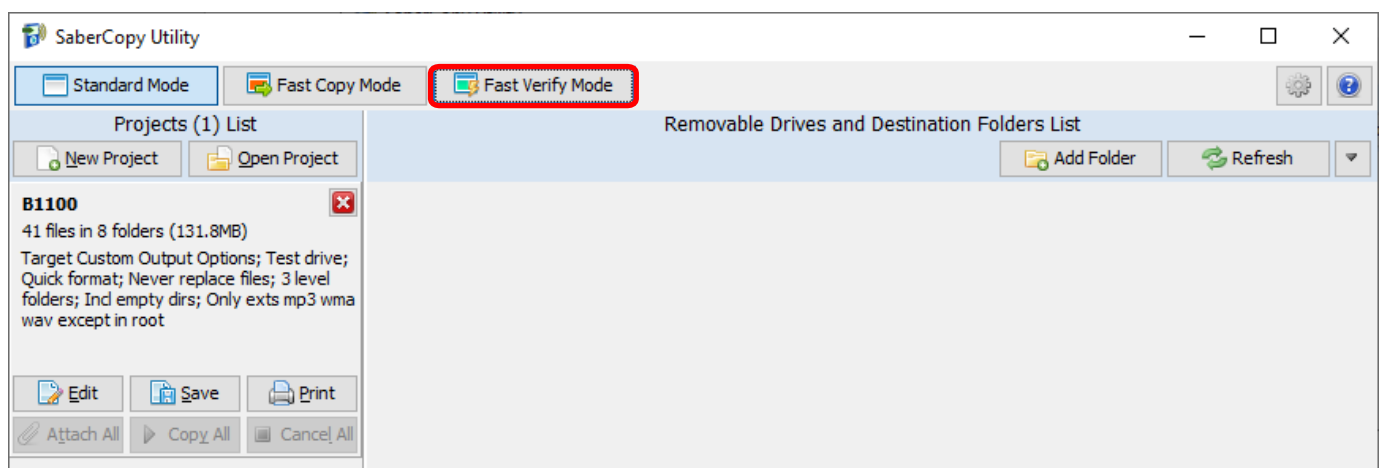 SaberCopy Utility
Standard Mode
Fast Copy Mode
Fast Verify Mode
Projects (1) List
Removable Drives and Destination Folders List
New Project
Open Project
Add Folder
Refresh
B1100
41 files in 8 folders (131.8MB)
Target Custom Output Options; Test drive;
Quick format; Never replace files; 3 level
folders; Incl empty dirs; Only exts mp3 wma
wav except in root
Edit
Save
Print
Attach All
Copy All
Cancel All